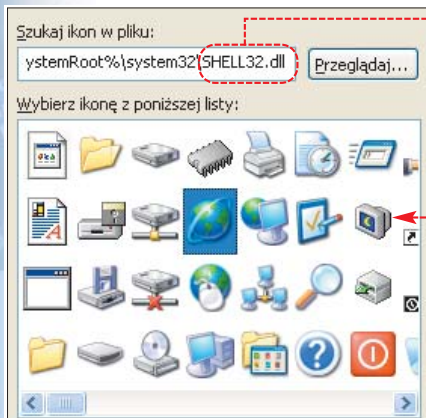 Szukaj ikon w pliku:
ystemRoot%\system32\SHELL32.dll Przeglądaj...
Wybierz ikonę z poniższej listy: